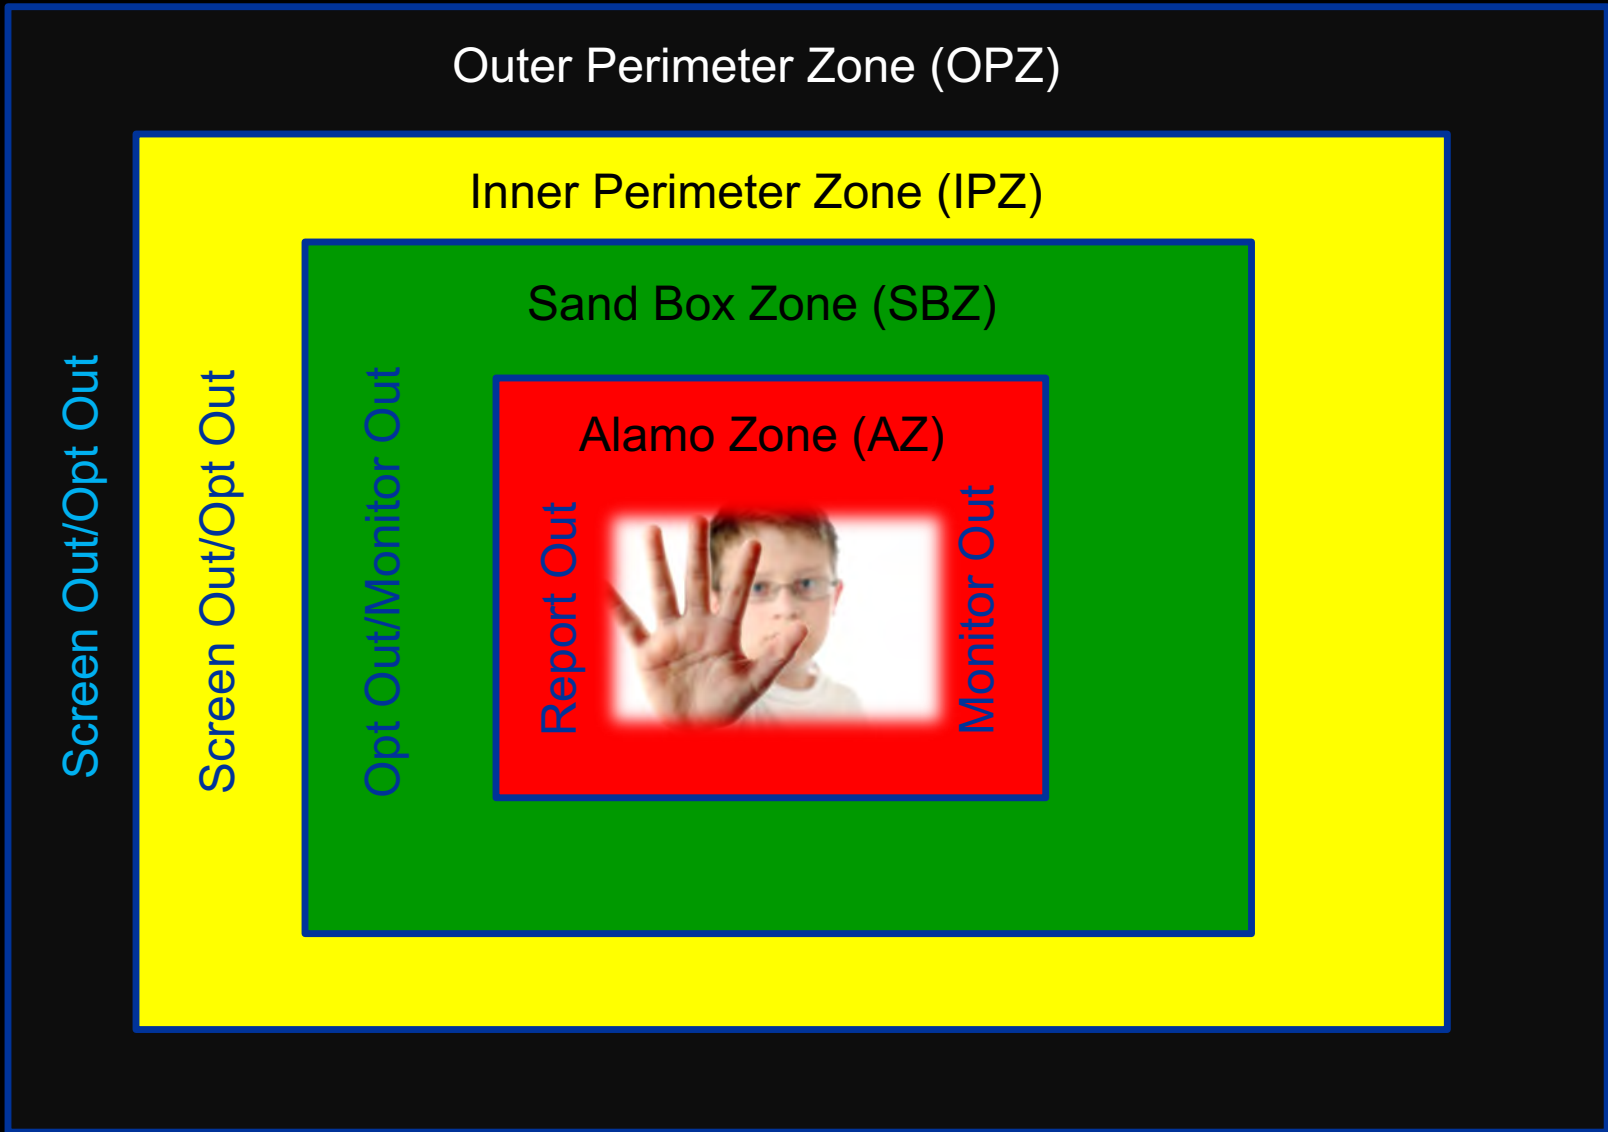 Outer Perimeter Zone (OPZ)
Inner Perimeter Zone (IPZ)
Sand Box Zone (SBZ)
Alamo Zone (AZ)
Screen Out/Opt Out
Screen Out/Opt Out
Opt Out/Monitor Out
Report Out
Monitor Out